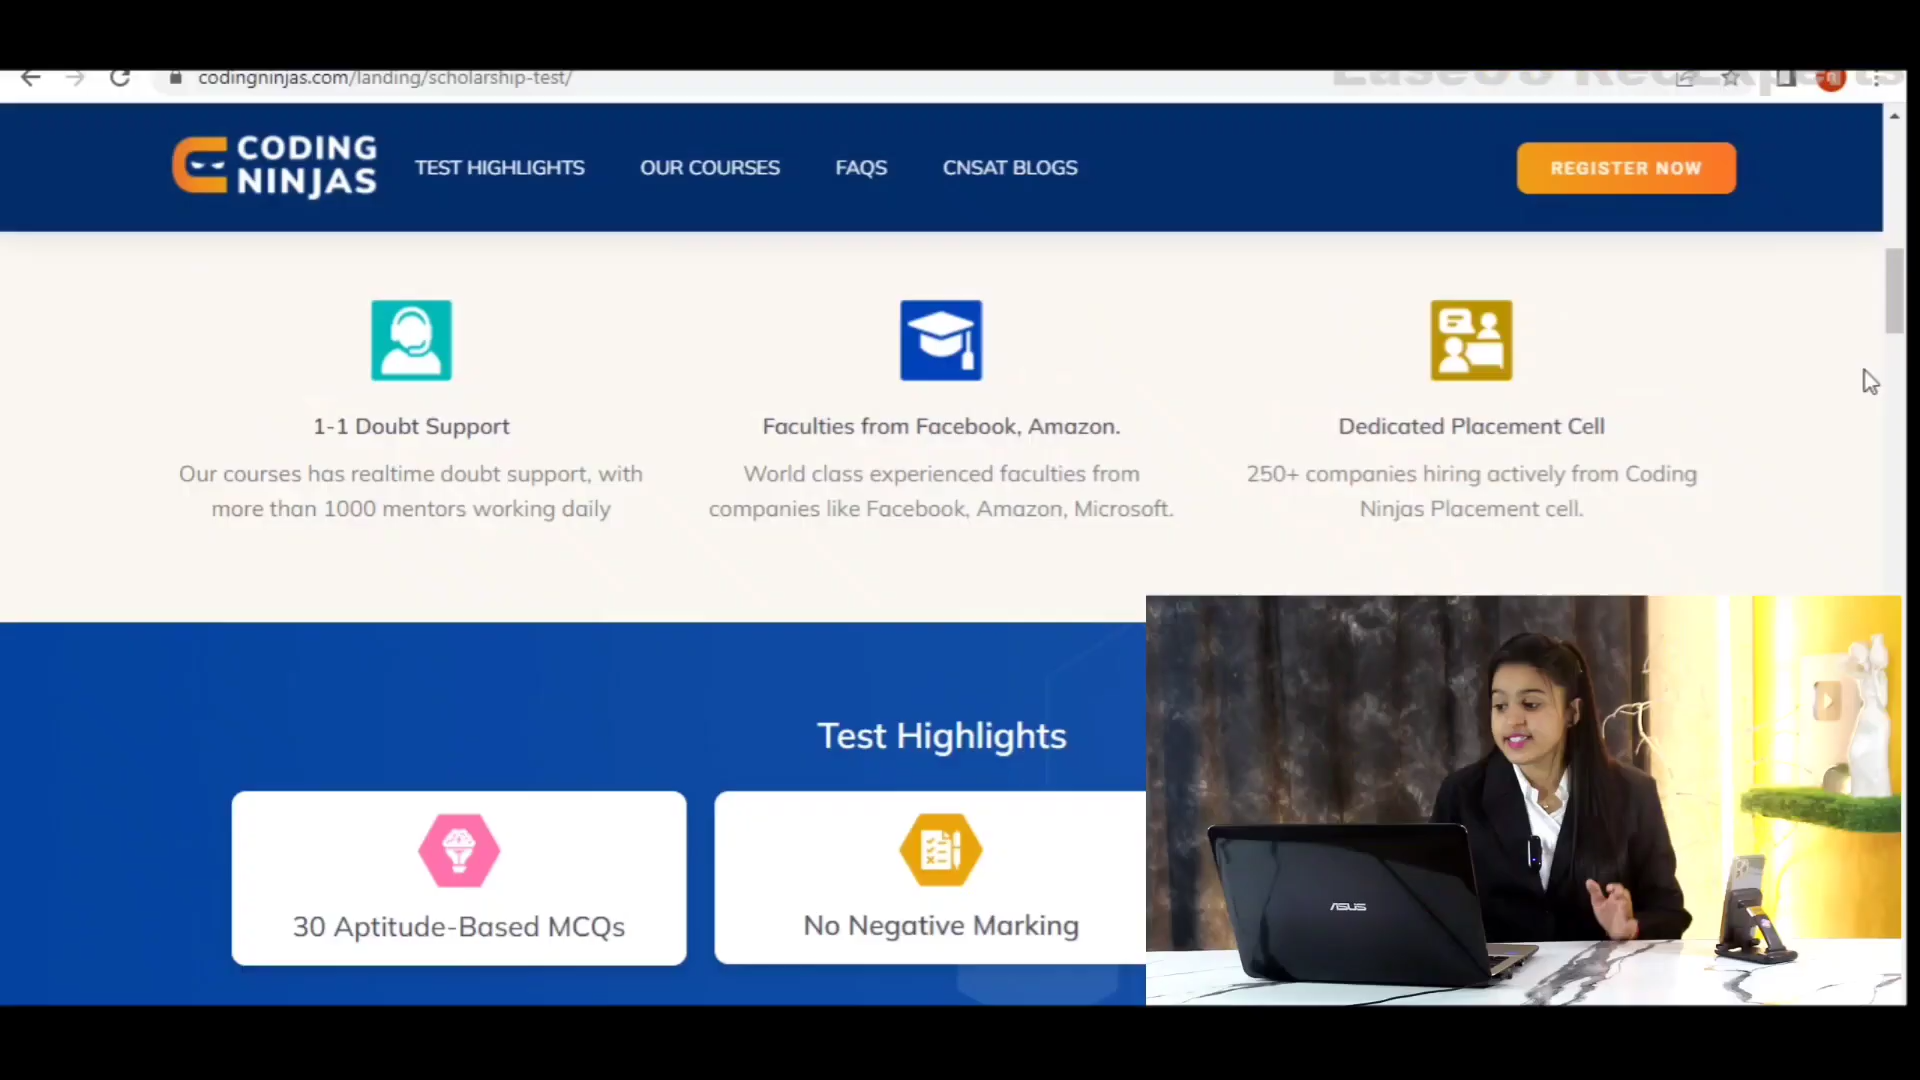 codingninjas.com/landing/scholarship-test/
CODING
NINJAS
TEST HIGHLIGHTS
OUR COURSES
FAQS
CNSAT BLOGS
REGISTER NOW
1-1 Doubt Support
Our courses has realtime doubt support, with
more than 1000 mentors working daily
Faculties from Facebook, Amazon.
World class experienced faculties from
companies like Facebook, Amazon, Microsoft.
Dedicated Placement Cell
250+ companies hiring actively from Coding
Ninjas Placement cell.
Test Highlights
30 Aptitude-Based MCQs
No Negative Marking
ASUS